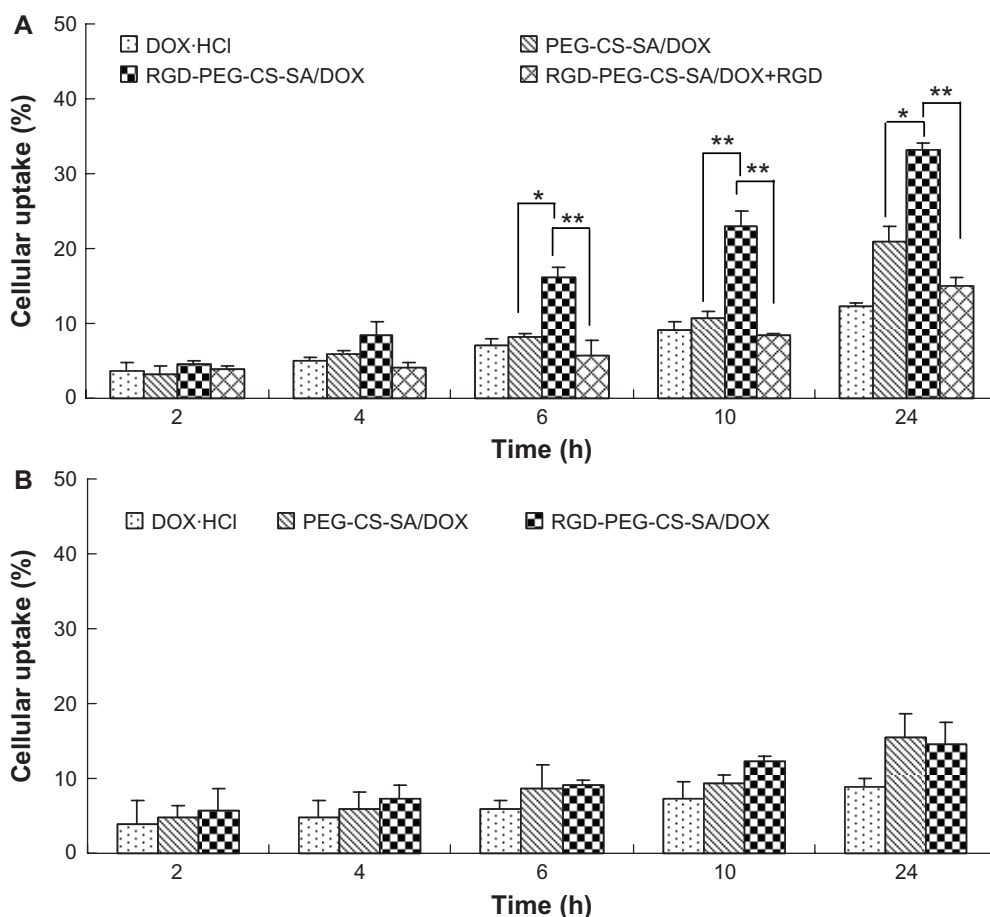 A
DOX·HCl
PEG-CS-SA/DOX
RGD-PEG-CS-SA/DOX
RGD-PEG-CS-SA/DOX+RGD
Cellular uptake (%)
50
40
30
20
10
0
*
**
**
**
*
**
2
4
6
10
24
Time (h)
B
DOX·HCl
PEG-CS-SA/DOX
RGD-PEG-CS-SA/DOX
Cellular uptake (%)
50
40
30
20
10
0
2
4
6
10
24
Time (h)